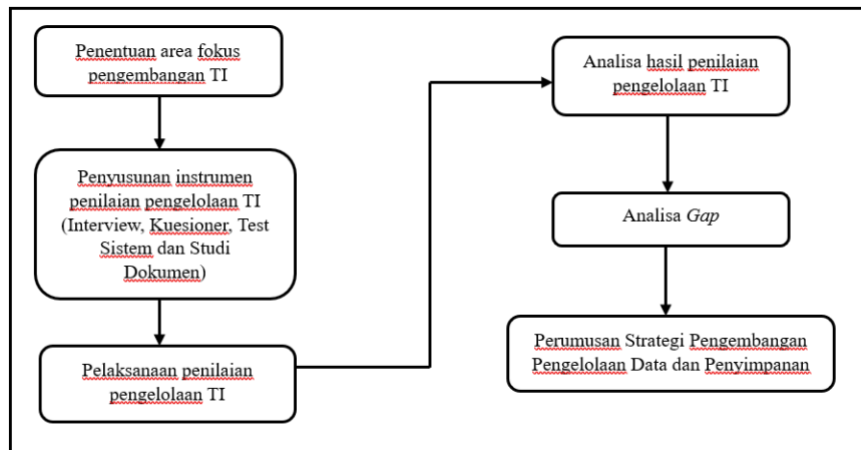 Penentuan area fokus
pengembangan TI
Penyusunan instrumen
penilaian pengelolaan TI
(Interview, Kuesioner, Test
Sistem dan Studi
Dokumen)
Pelaksanaan penilaian
pengelolaan TI
Analisa hasil penilaian
pengelolaan TI
Analisa Gap
Perumusan Strategi Pengembangan
Pengelolaan Data dan Penyimpanan